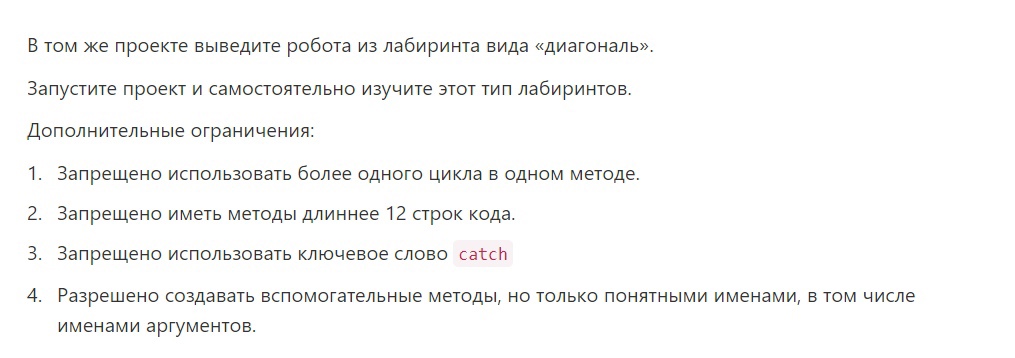 В том же проекте выведите робота из лабиринта вида «диагональ».
Запустите проект и самостоятельно изучите этот тип лабиринтов.
Дополнительные ограничения:
1. Запрещено использовать более одного цикла в одном методе.
2. Запрещено иметь методы длиннее 12 строк кода.
3. Запрещено использовать ключевое слово catch
4. Разрешено создавать вспомогательные методы, но только понятными именами, в том числе
именами аргументов.